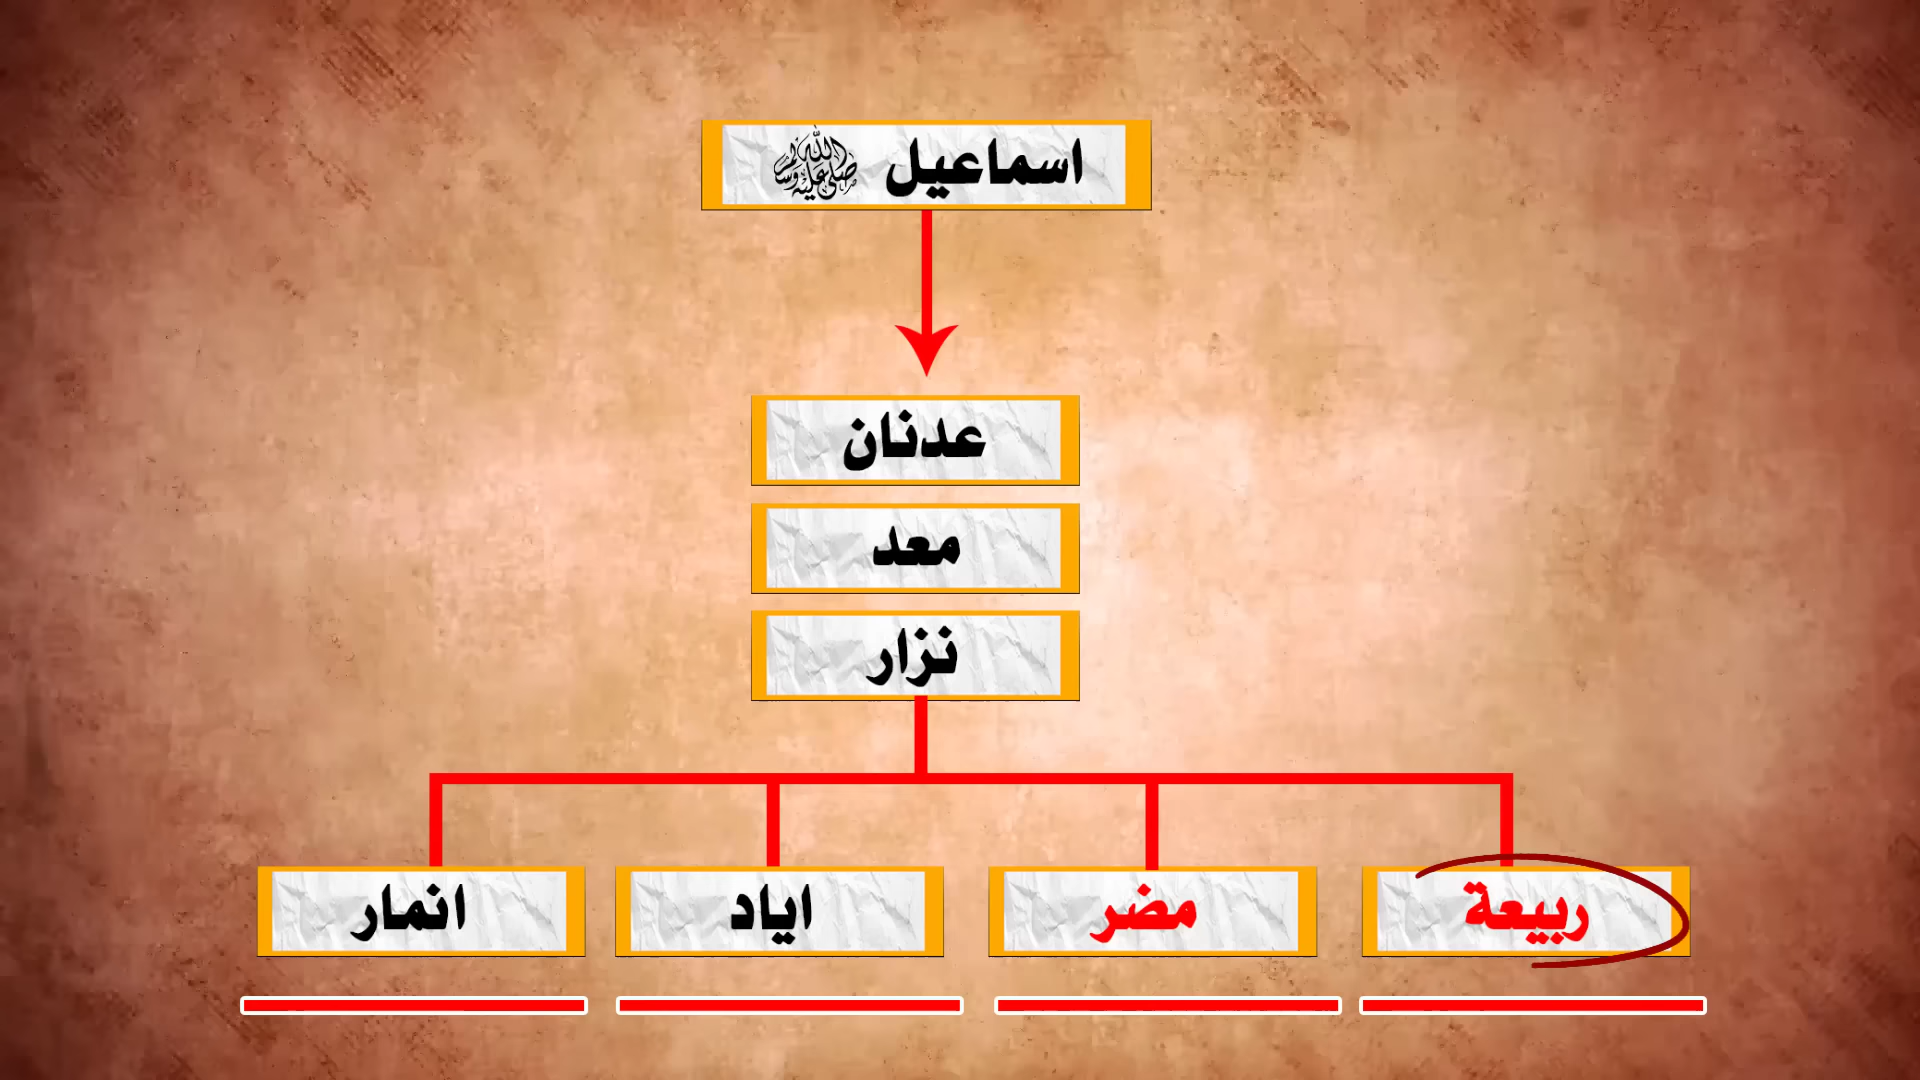 اسماعيل ﷺ
عدنان
معد
نزار
ربيعة
مضر
اياد
انمار